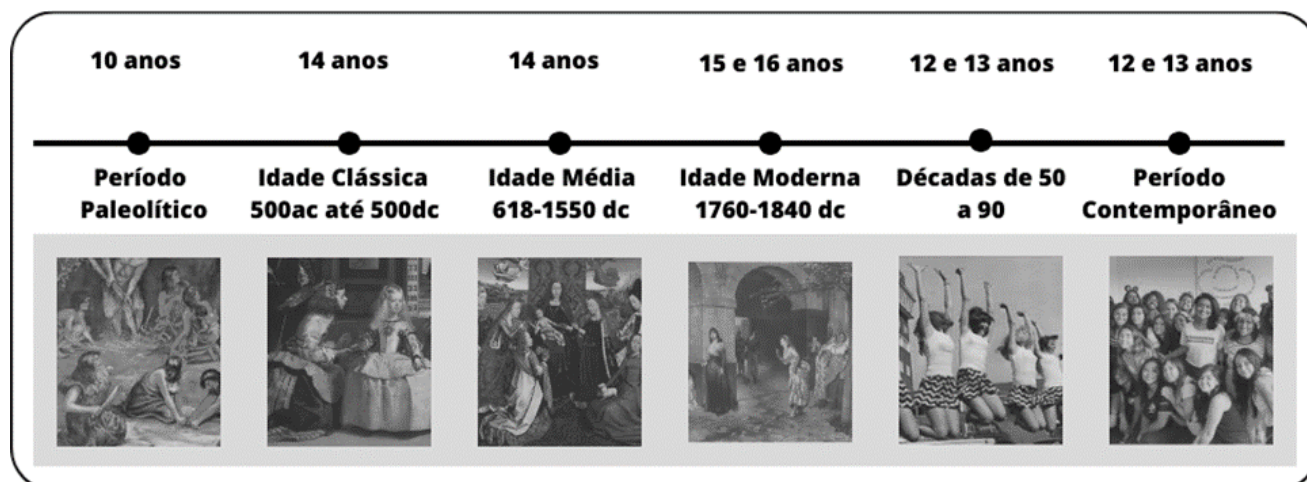 10 anos
14 anos
14 anos
15 e 16 anos
12 e 13 anos
12 e 13 anos
Período
Paleolítico
Idade Clássica
500ac até 500dc
Idade Média
618-1550 dc
Idade Moderna
1760-1840 dc
Décadas de 50
a 90
Período
Contemporâneo